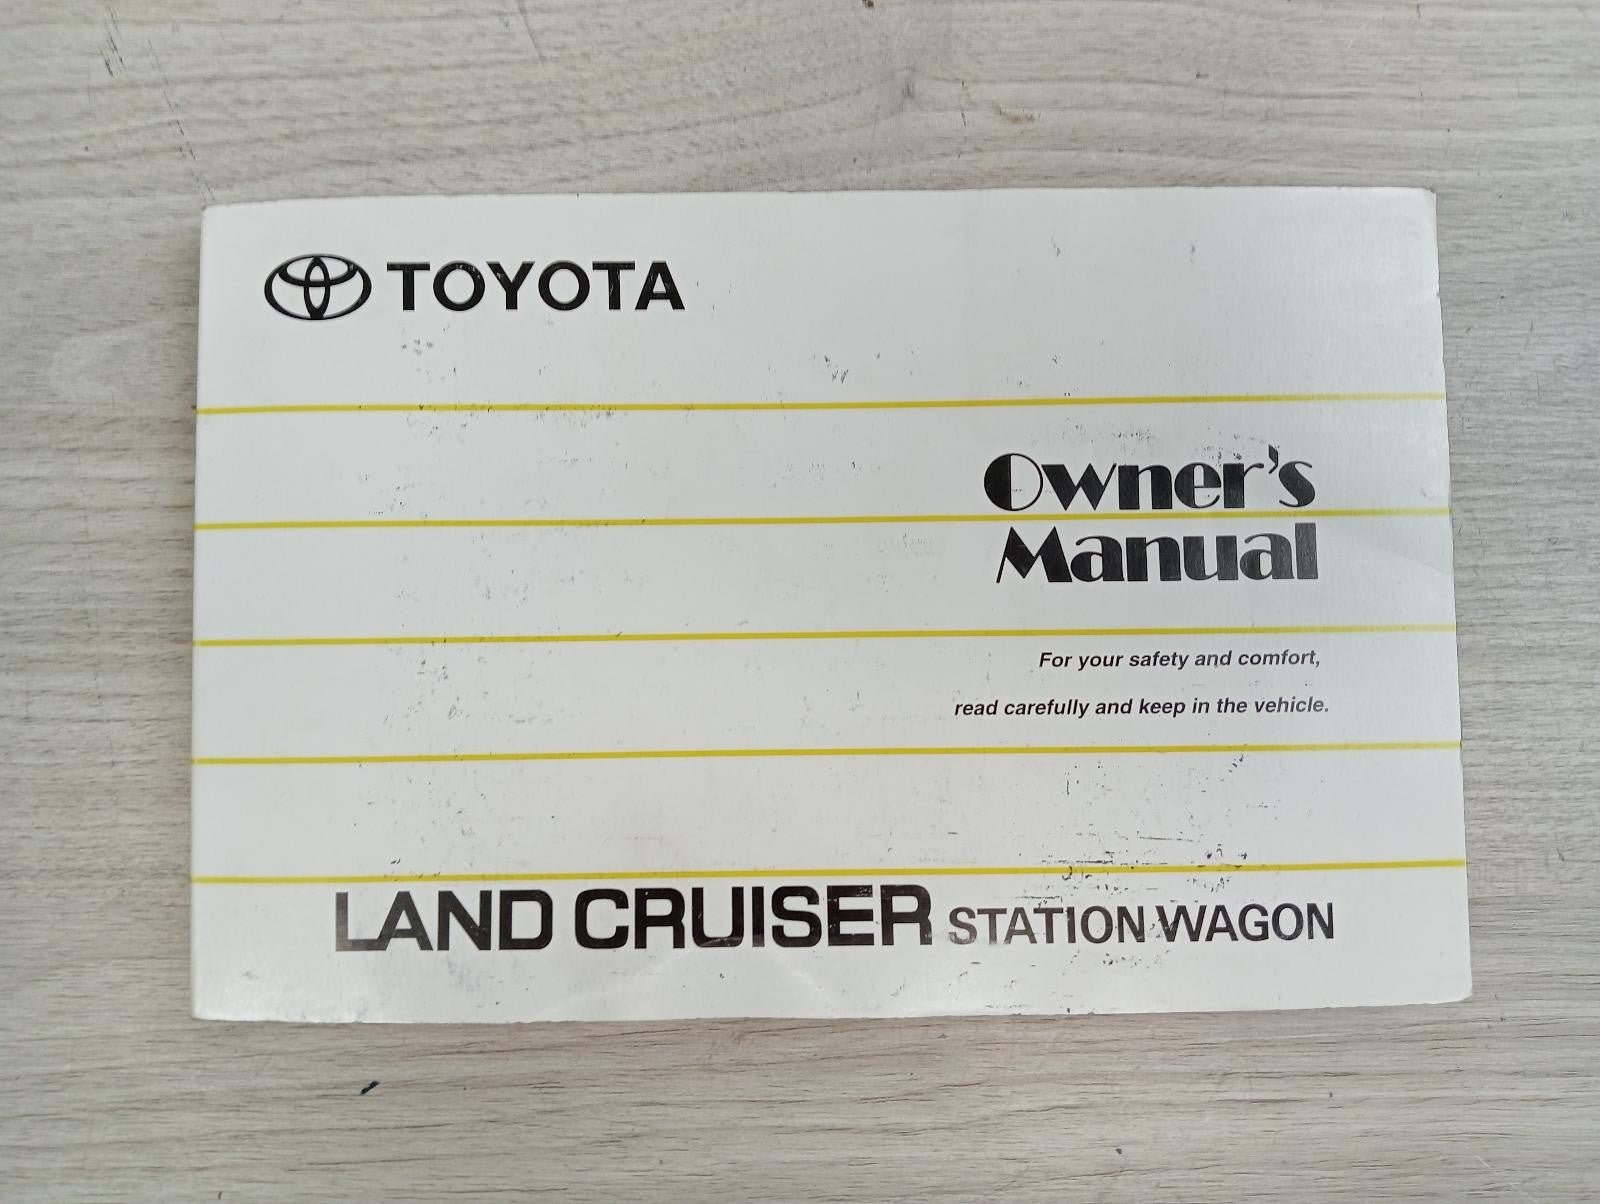 TOYOTA
Owner's
Manual
For your safety and comfort,
read carefully and keep in the vehicle.
LAND CRUISER STATION WAGON